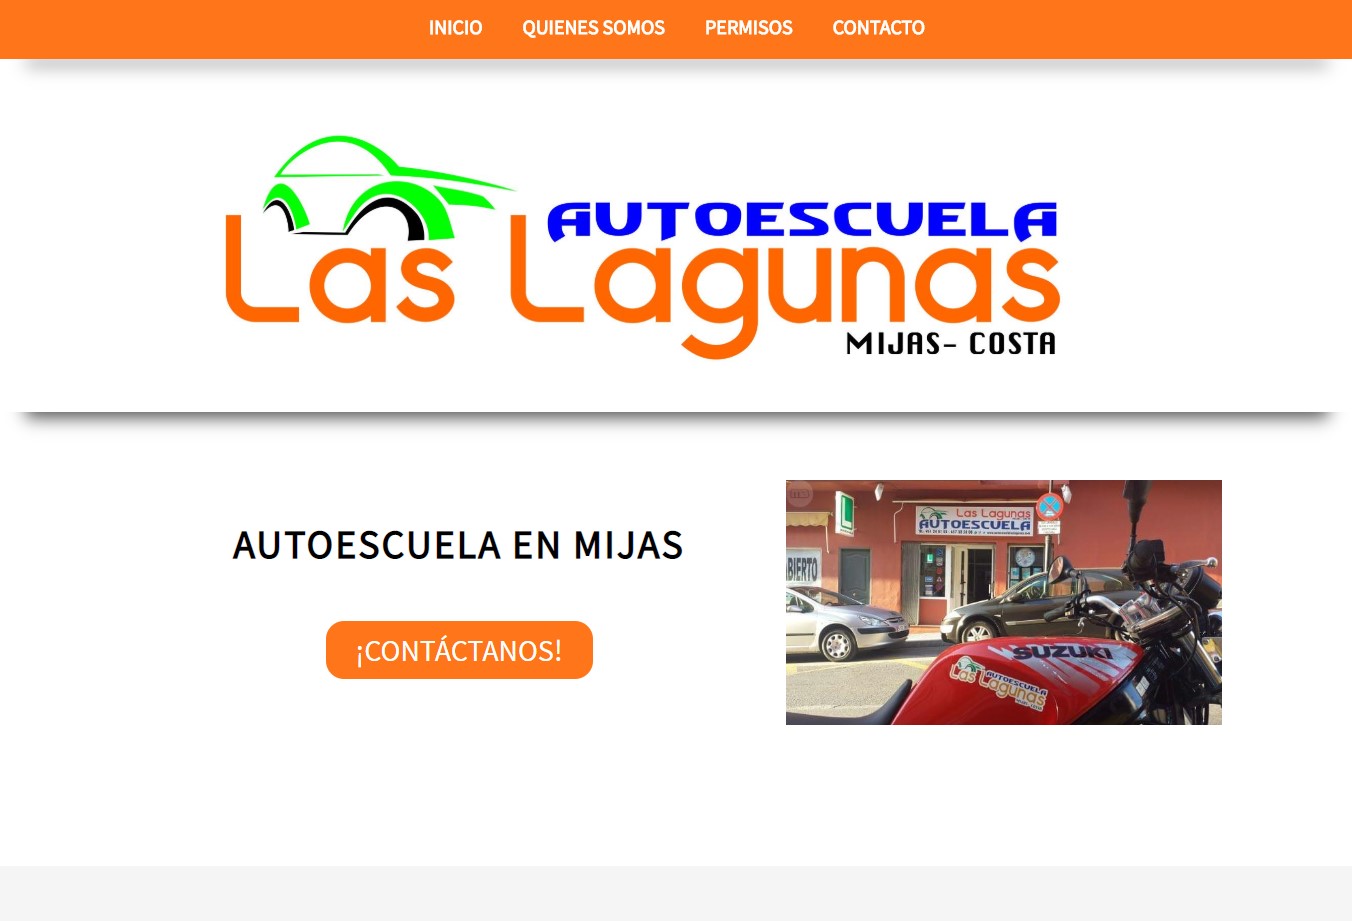 INICIO QUIENES SOMOS PERMISOS CONTACTO
AUTOESCUELA
Las Lagunas
MIJAS- COSTA
AUTOESCUELA EN MIJAS
¡CONTÁCTANOS!
Las Lagunas
AUTOESCUELA
BIERTO
SUZUKI
AUTOESCUELA
Las Lagunas